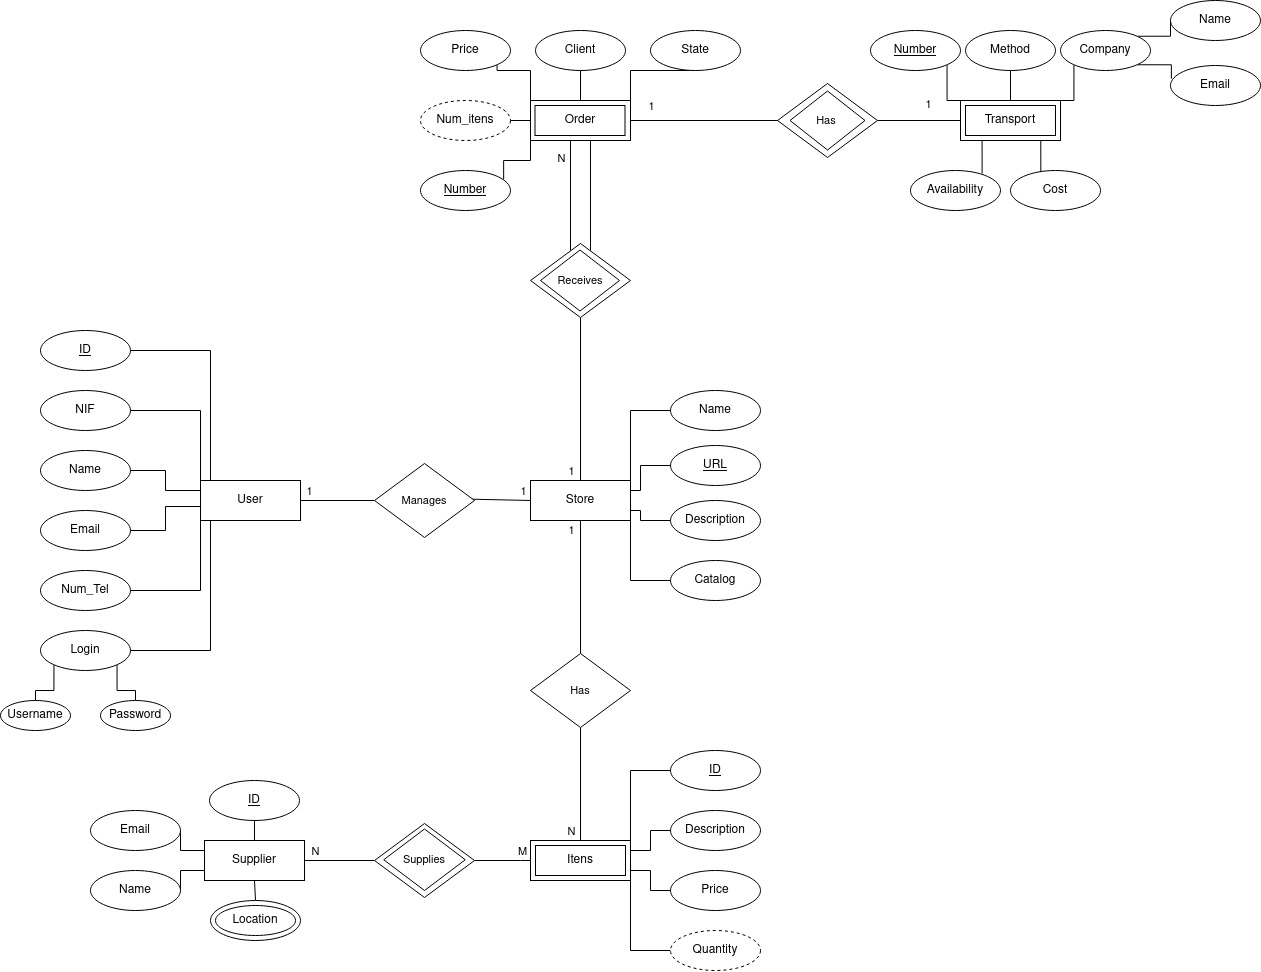 Name
Price
Client
State
Number
Method
Company
Email
1
1
Num_itens
Order
Has
Transport
N
Number
Availability
Cost
Receives
ID
NIF
Name
Name
URL
1
Email
User
1
Manages
1
Store
Description
1
Num_Tel
Catalog
Login
Username
Password
Has
ID
ID
Email
Description
N
Supplier
N
Supplies
M
Itens
Name
Price
Location
Quantity